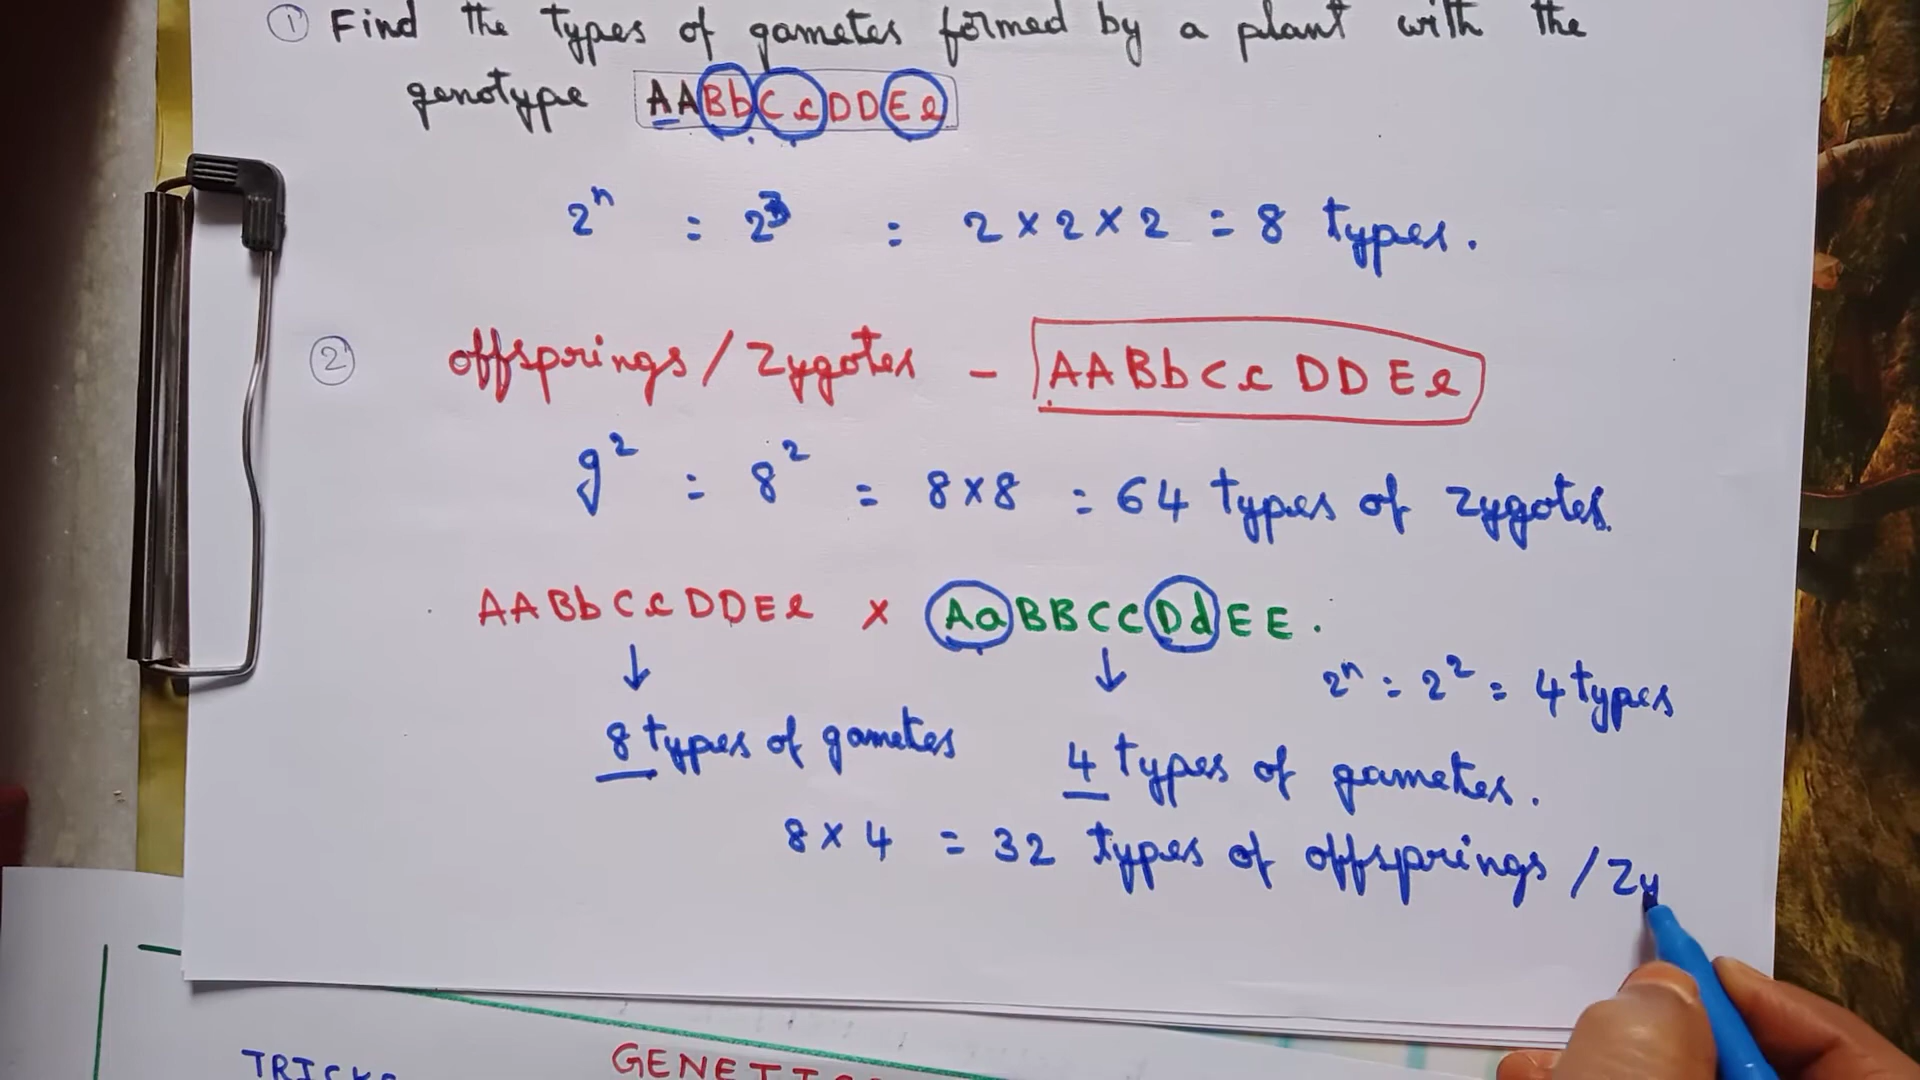 ① Find the types of gametes formed by a plant with the
genotype AABbCcDDEe
2ⁿ = 2³ = 2 × 2 × 2 = 8 types.
② offsprings / Zygotes – AABbCcDDEe
g² = 8² = 8×8 = 64 types of zygotes.
AABbCcDDEe × AaBBCCDdEE.
2ⁿ = 2² = 4 types
↓ ↓
8 types of gametes 4 types of gametes.
8 × 4 = 32 types of offsprings / Zy
TRICKS GENETICS